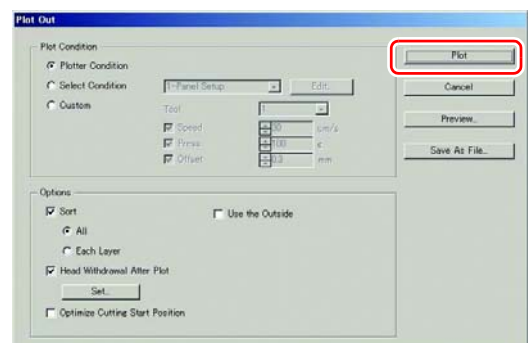 Plot Out
Plot Condition
Plotter Condition
Select Condition
1-Panel Setup
Edit.
Custom
Tool
1
Speed
30
cm/s
Press
100
Offset
0.3
mm
Plot
Cancel
Preview..
Save As File..
Options
Sort
Use the Outside
All
Each Layer
Head Withdrawal After Plot
Set..
Optimize Cutting Start Position